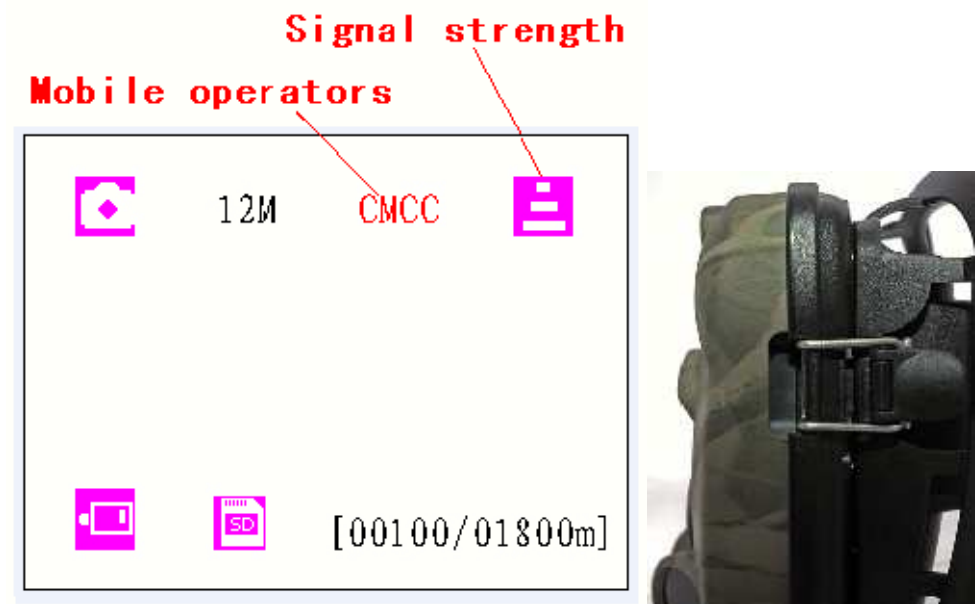 Signal strength
Mobile operators
12M CMCC
SD [00100/01800m]